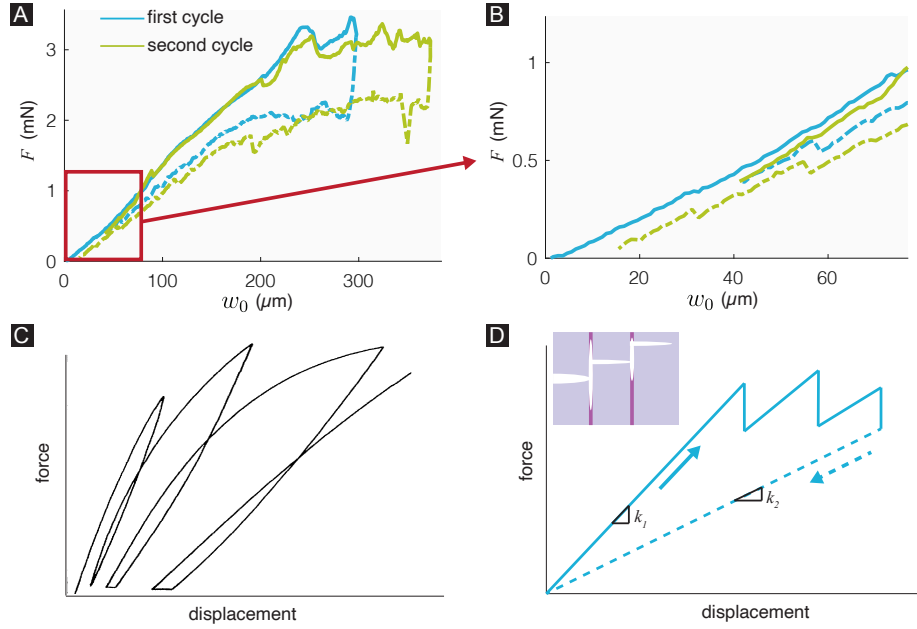 A
first cycle
second cycle
3
2
1
0
F (mN)
0
100
200
300
w₀ (µm)
B
1
0.5
0
F (mN)
0
20
40
60
w₀ (µm)
C
force
displacement
D
force
k₁
k₂
displacement